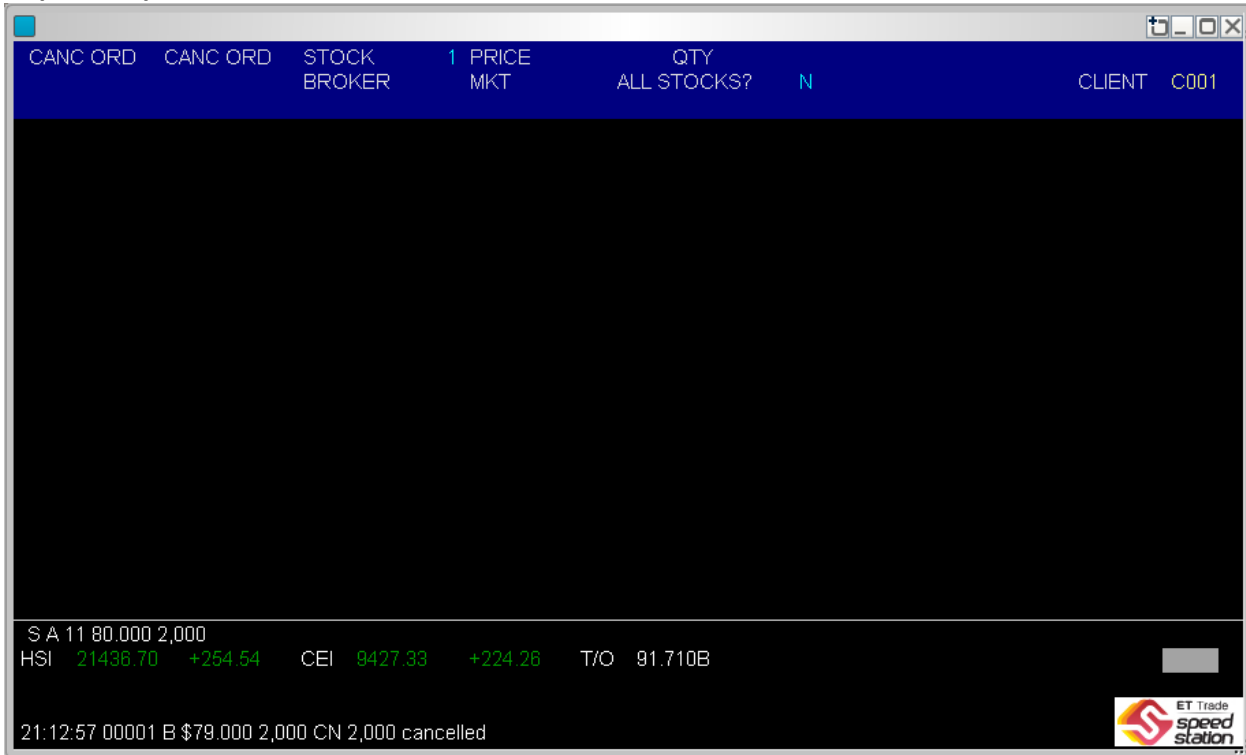 CANC ORD CANC ORD STOCK 1 PRICE QTY
BROKER MKT ALL STOCKS? N CLIENT C001
S A 11 80.000 2,000
HSI 21436.70 +254.54 CEI 9427.33 +224.26 T/O 91.710B
21:12:57 00001 B $79.000 2,000 CN 2,000 cancelled
ET Trade
speed
station